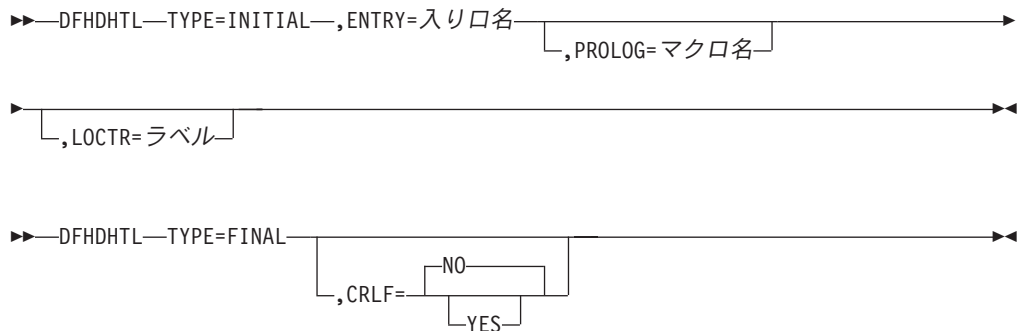 DFHDHTL TYPE=INITIAL ,ENTRY=入り口名
,PROLOG=マクロ名
,LOCTR=ラベル
DFHDHTL TYPE=FINAL
NO
,CRLF=
YES